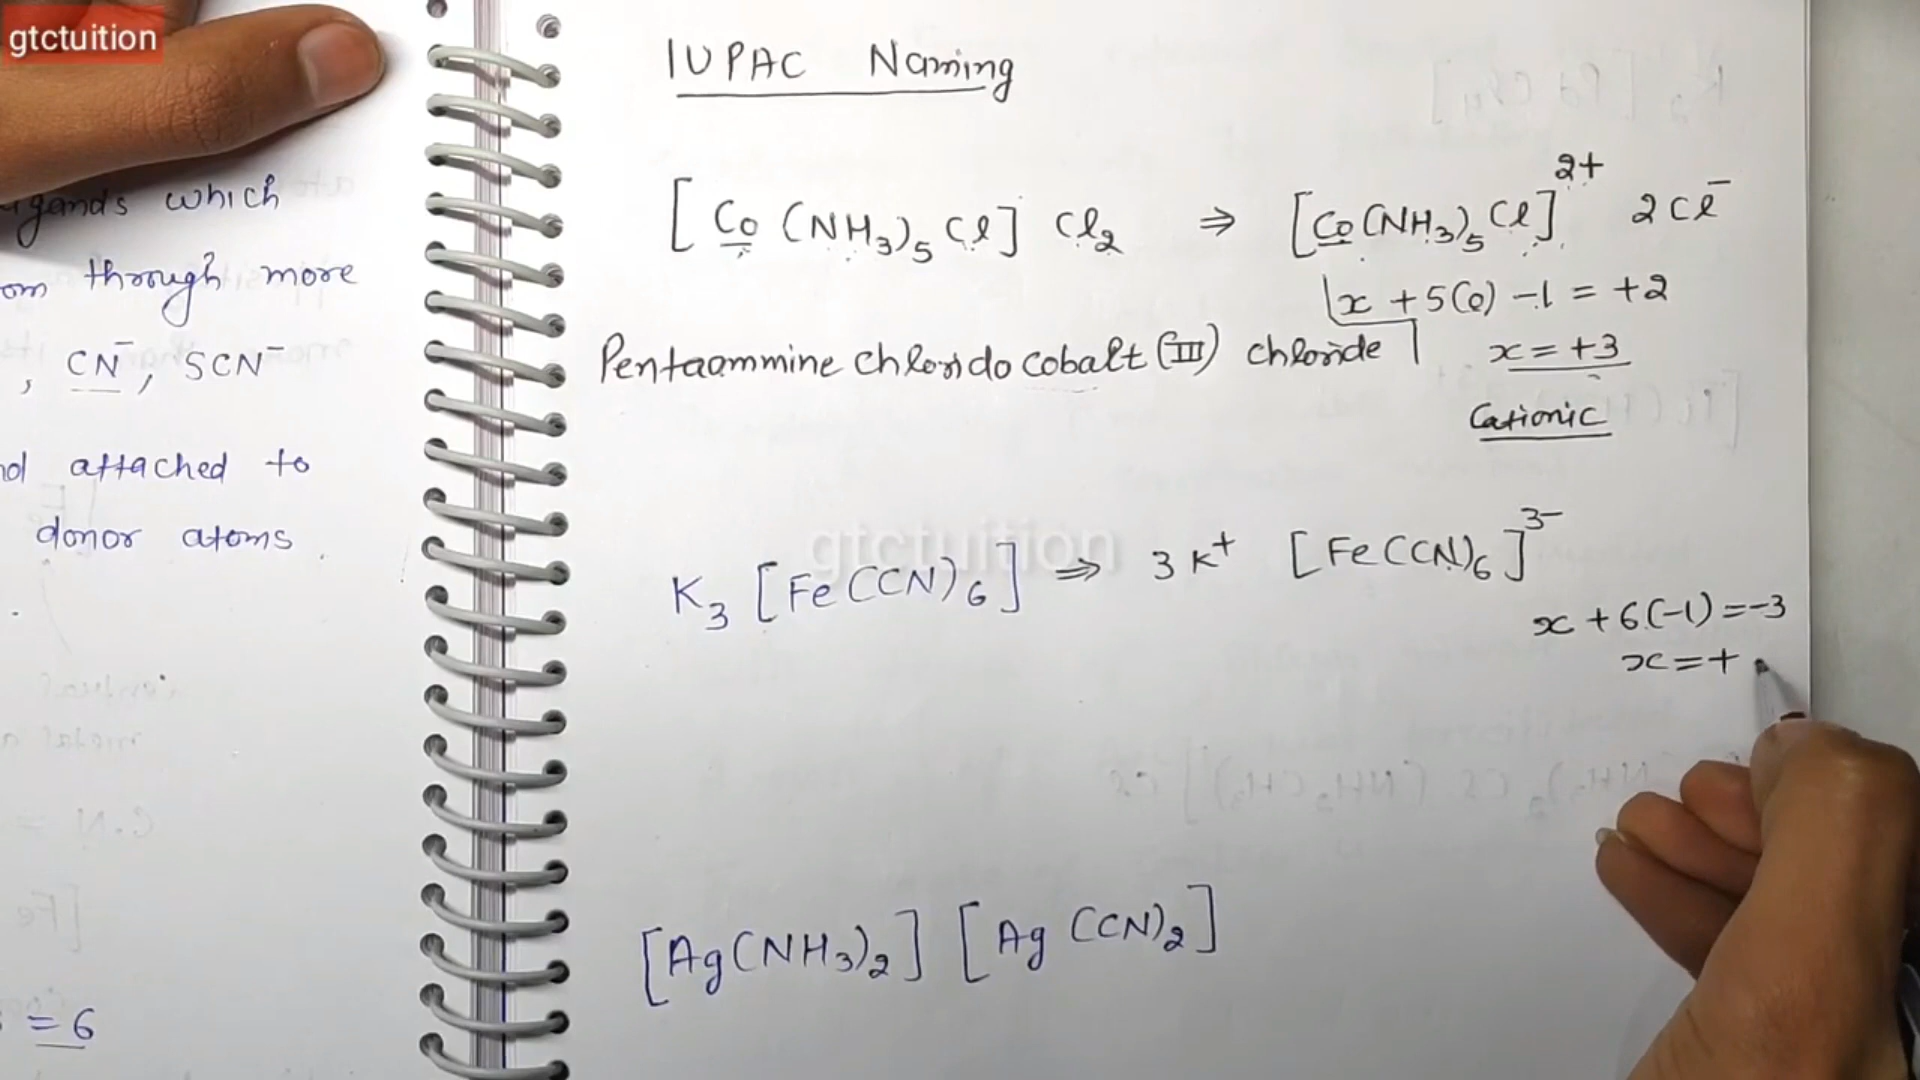 gtctuition
IUPAC Naming
[Co(NH₃)₅Cl]Cl₂ ⇒ [Co(NH₃)₅Cl]²⁺ 2Cl⁻
x + 5(0) - 1 = +2
Pentaammine chlorido cobalt (III) chloride
x = +3
Cationic
K₃[Fe(CN)₆] ⇒ 3K⁺ [Fe(CN)₆]³⁻
x + 6(-1) = -3
x = +
[Ag(NH₃)₂] [Ag(CN)₂]
gtctuition
which
om through more
, CN⁻, SCN⁻
attached to
donor atoms
= 6